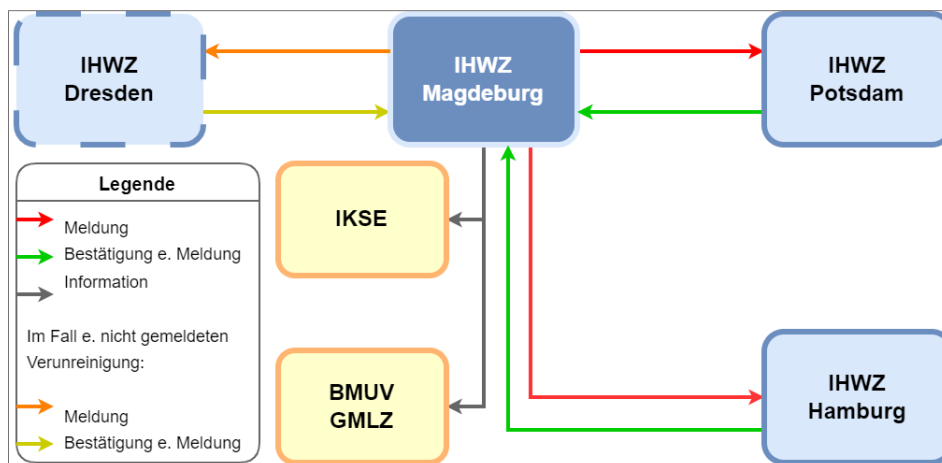 IHWZ
Dresden
IHWZ
Magdeburg
IHWZ
Potsdam
Legende
Meldung
Bestätigung e. Meldung
Information
Im Fall e. nicht gemeldeten
Verunreinigung:
Meldung
Bestätigung e. Meldung
IKSE
BMUV
GMLZ
IHWZ
Hamburg